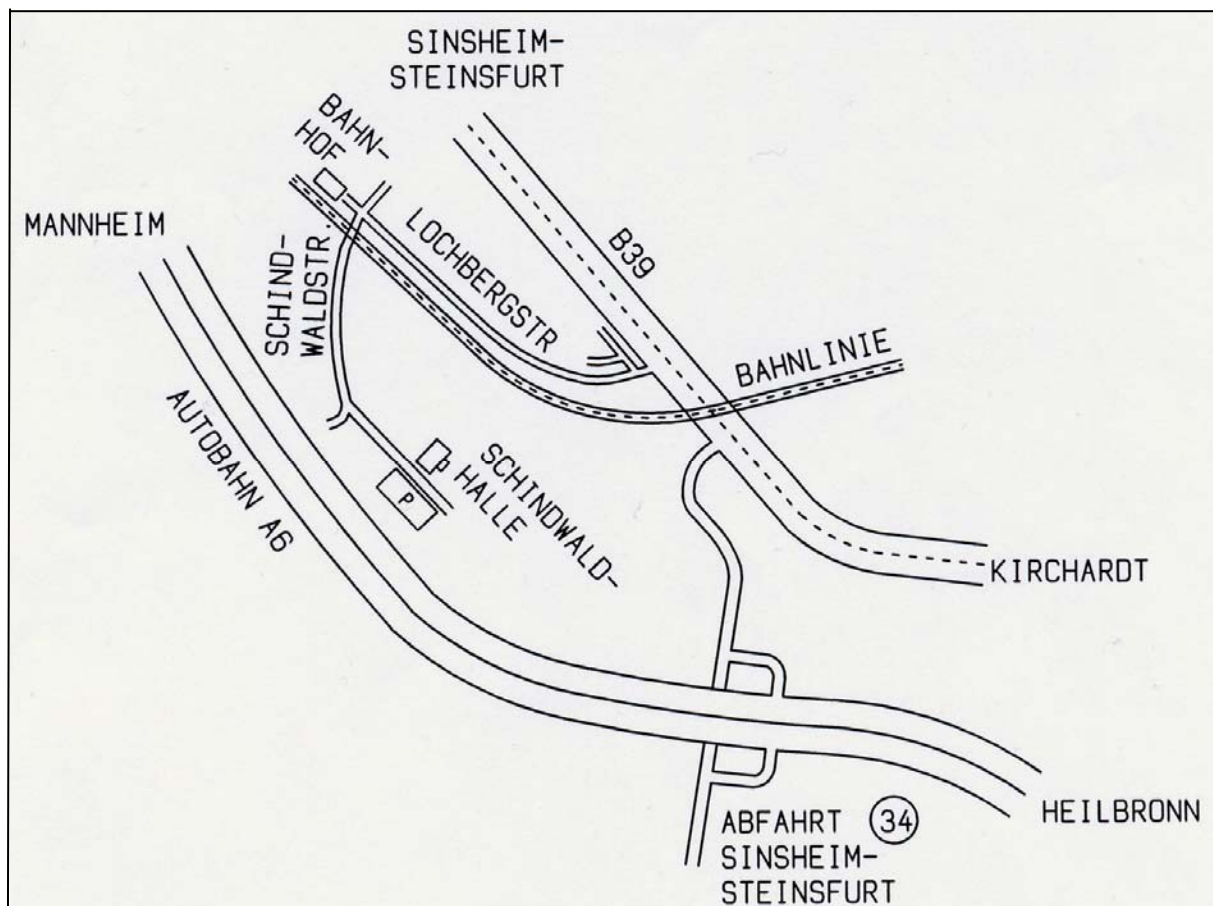 SINSHEIM-
STEINSFURT
BAHN-
HOF
MANNHEIM
SCHIND-
WALDSTR.
LOCHBERGSTR
B39
BAHNLINIE
AUTOBAHN A6
SCHINDWALD-
HALLE
P
KIRCHARDT
HEILBRONN
ABFAHRT 34
SINSHEIM-
STEINSFURT